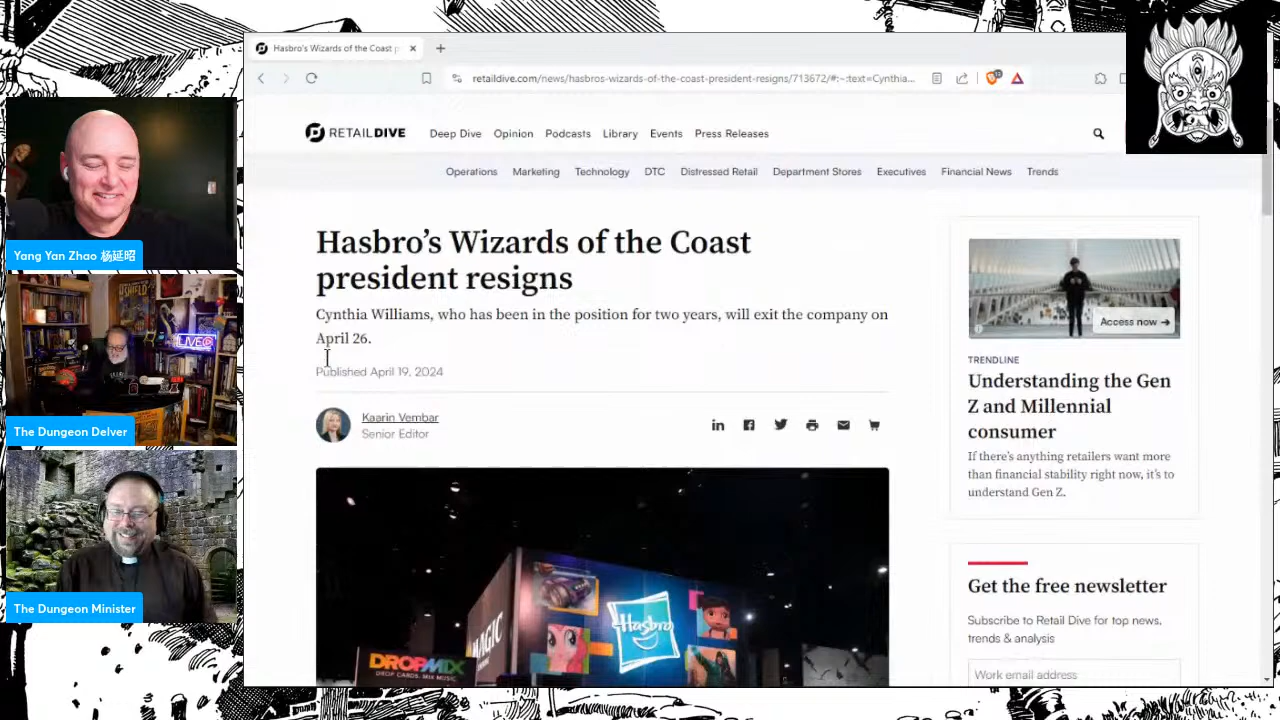 Hasbro's Wizards of the Coast
retaildive.com/news/hasbros-wizards-of-the-coast-president-resigns/713672/#:~:text=Cynthia...
RETAILDIVE
Deep Dive
Opinion
Podcasts
Library
Events
Press Releases
Operations
Marketing
Technology
DTC
Distressed Retail
Department Stores
Executives
Financial News
Trends
Hasbro’s Wizards of the Coast
president resigns
Cynthia Williams, who has been in the position for two years, will exit the company on
April 26.
Published April 19, 2024
Kaarin Vembar
Senior Editor
MAGIC
Hasbro
DROPMIX
DROP CARDS. MIX MUSIC
Access now →
TRENDLINE
Understanding the Gen
Z and Millennial
consumer
If there’s anything retailers want more
than financial stability right now, it’s to
understand Gen Z.
Get the free newsletter
Subscribe to Retail Dive for top news,
trends & analysis
Work email address
Yang Yan Zhao 杨延昭
LIVE
The Dungeon Delver
The Dungeon Minister